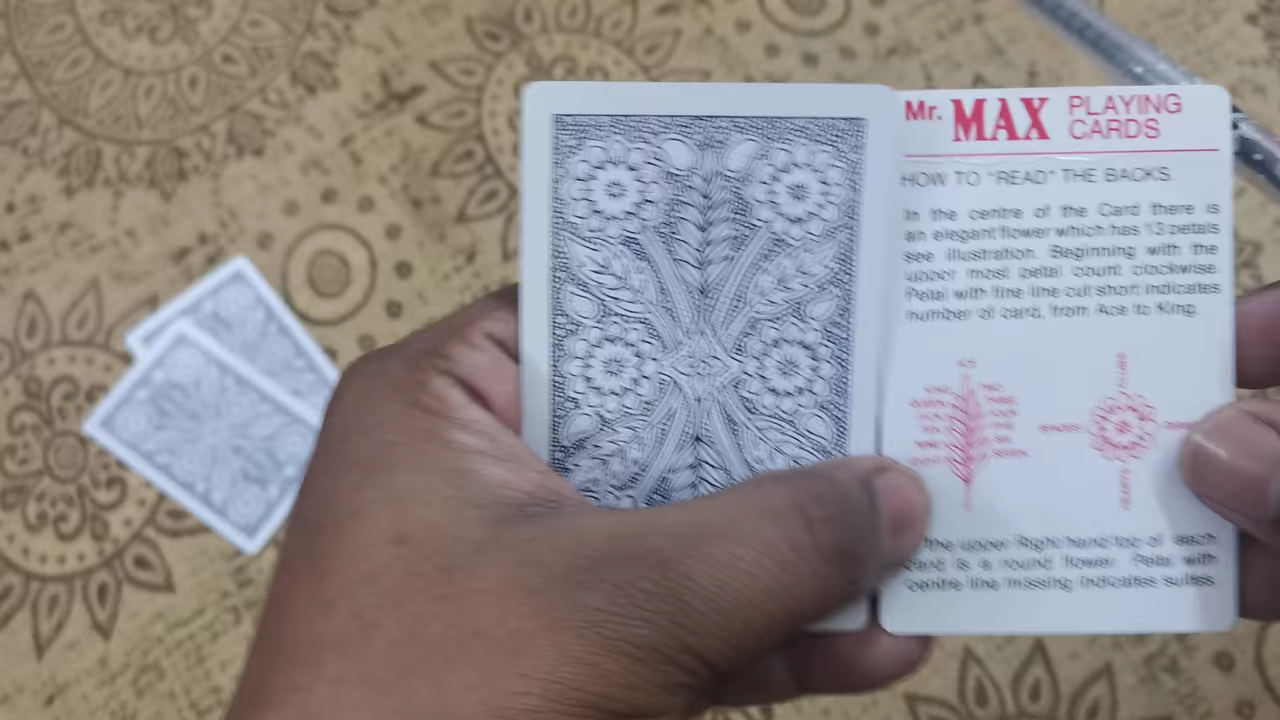 Mr. MAX PLAYING CARDS
HOW TO "READ" THE BACKS.
In the centre of the Card there is
an elegant flower which has 13 petals
see illustration. Beginning with the
upper most petal count clockwise.
Petal with fine line cut short indicates
number of card, from Ace to King.
the upper Right hand top of each
Card is a round flower. Petal with
centre line missing indicates suites